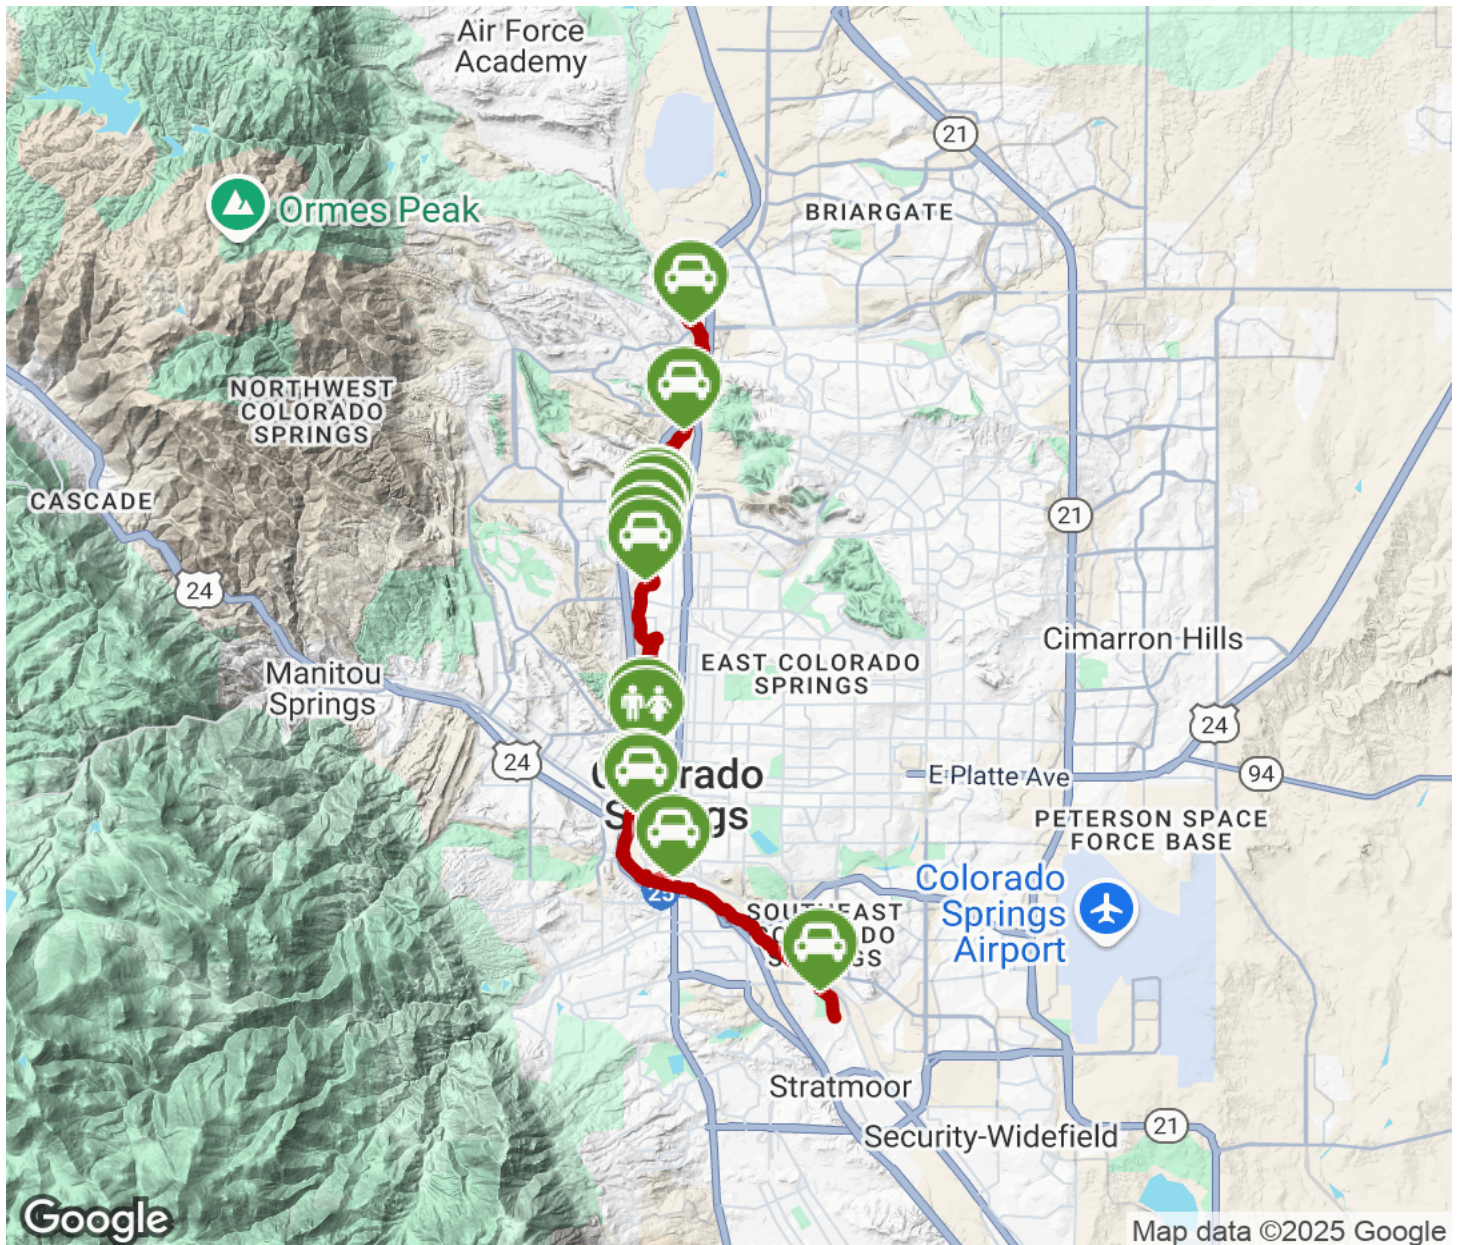 Air Force
Academy
21
Ormes Peak
BRIARGATE
NORTHWEST
COLORADO
SPRINGS
CASCADE
21
24
Cimarron Hills
EAST COLORADO
SPRINGS
Manitou
Springs
24
24
94
E Platte Ave
PETERSON SPACE
FORCE BASE
Colorado
Springs
Airport
25
Stratmoor
Security-Widefield
21
Google
Map data ©2025 Google